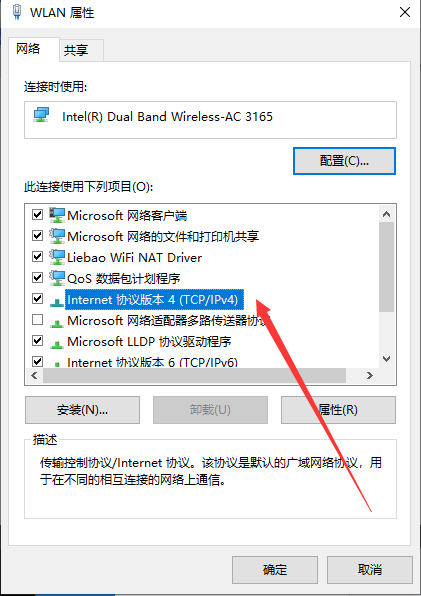 WLAN 属性
网络
共享
连接时使用:
Intel(R) Dual Band Wireless-AC 3165
配置(C)...
此连接使用下列项目(O):
Microsoft 网络客户端
Microsoft 网络的文件和打印机共享
Liebao WiFi NAT Driver
QoS 数据包计划程序
Internet 协议版本 4 (TCP/IPv4)
Microsoft 网络适配器多路传送器协议
Microsoft LLDP 协议驱动程序
Internet 协议版本 6 (TCP/IPv6)
安装(N)...
卸载(U)
属性(R)
描述
传输控制协议/Internet 协议。该协议是默认的广域网络协议，用
于在不同的相互连接的网络上通信。
确定
取消